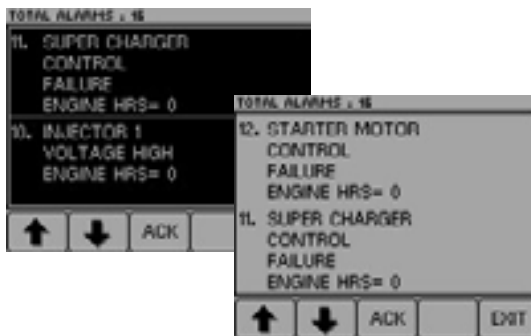 TOTAL ALARMS : 16
11. SUPER CHARGER
CONTROL
FAILURE
ENGINE HRS= 0
10. INJECTOR 1
VOLTAGE HIGH
ENGINE HRS= 0
ACK
TOTAL ALARMS : 16
12. STARTER MOTOR
CONTROL
FAILURE
ENGINE HRS= 0
11. SUPER CHARGER
CONTROL
FAILURE
ENGINE HRS= 0
ACK
EXIT